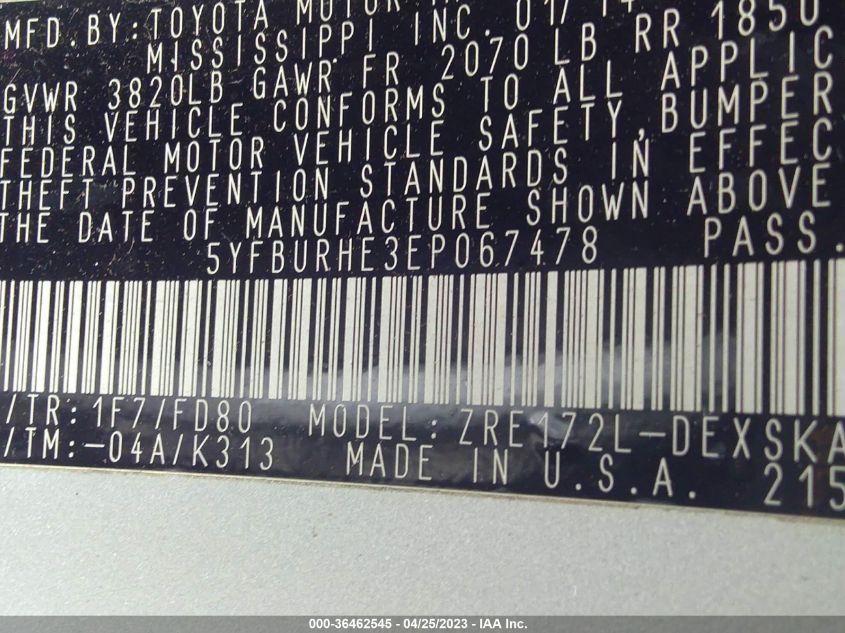 MFD.BY:TOYOTA MOTOR
MISSISSIPPI INC. 01/14
GVWR 3820LB GAWR FR 2070 LB RR 1850
THIS VEHICLE CONFORMS TO ALL APPLIC
FEDERAL MOTOR VEHICLE SAFETY,BUMPER
THEFT PREVENTION STANDARDS IN EFFEC
THE DATE OF MANUFACTURE SHOWN ABOVE
5YFBURHE3EP067478 PASS.
/TR:1F7/FD80 MODEL:ZRE172L-DEXSKA
/TM:-04A/K313 MADE IN U.S.A. 215
000-36462545 - 04/25/2023 - IAA Inc.